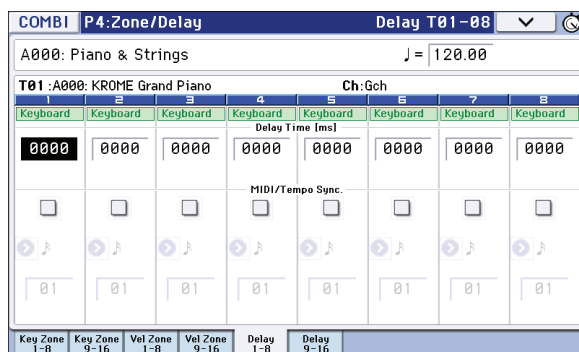 COMBI P4:Zone/Delay Delay T01-08
A000: Piano & Strings ♩= 120.00
T01 :A000: KROME Grand Piano Ch:Gch
1 2 3 4 5 6 7 8
Keyboard Keyboard Keyboard Keyboard Keyboard Keyboard Keyboard Keyboard
Delay Time [ms]
0000 0000 0000 0000 0000 0000 0000 0000
MIDI/Tempo Sync.
01 01 01 01 01 01 01 01
Key Zone 1-8 Key Zone 9-16 Vel Zone 1-8 Vel Zone 9-16 Delay 1-8 Delay 9-16